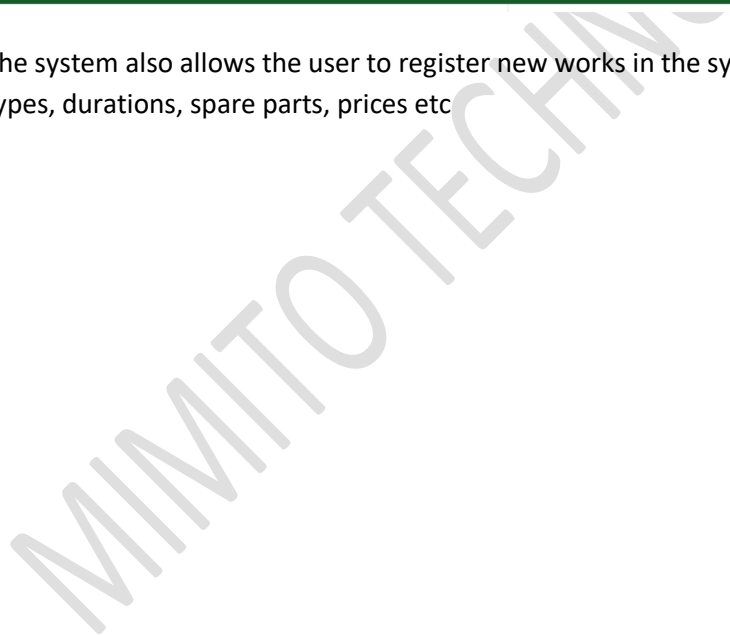 he system also allows the user to register new works in the sy
ypes, durations, spare parts, prices etc
MIMITO TECHNO